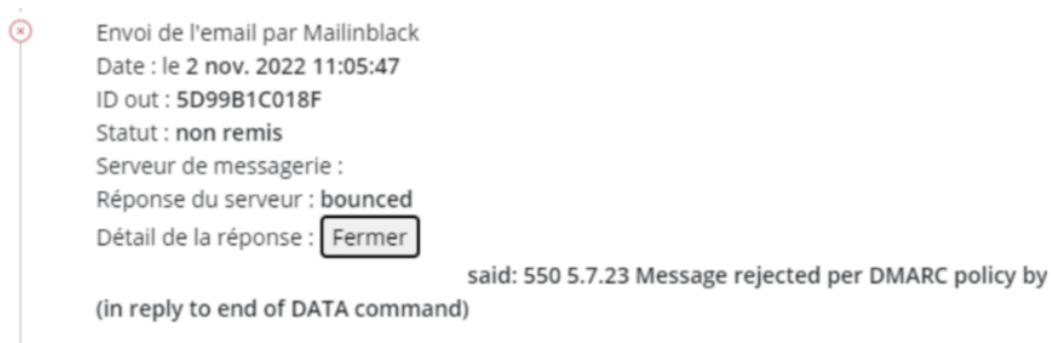 Envoi de l'email par Mailinblack
Date : le 2 nov. 2022 11:05:47
ID out : 5D99B1C018F
Statut : non remis
Serveur de messagerie :
Réponse du serveur : bounced
Détail de la réponse : Fermer
said: 550 5.7.23 Message rejected per DMARC policy by
(in reply to end of DATA command)